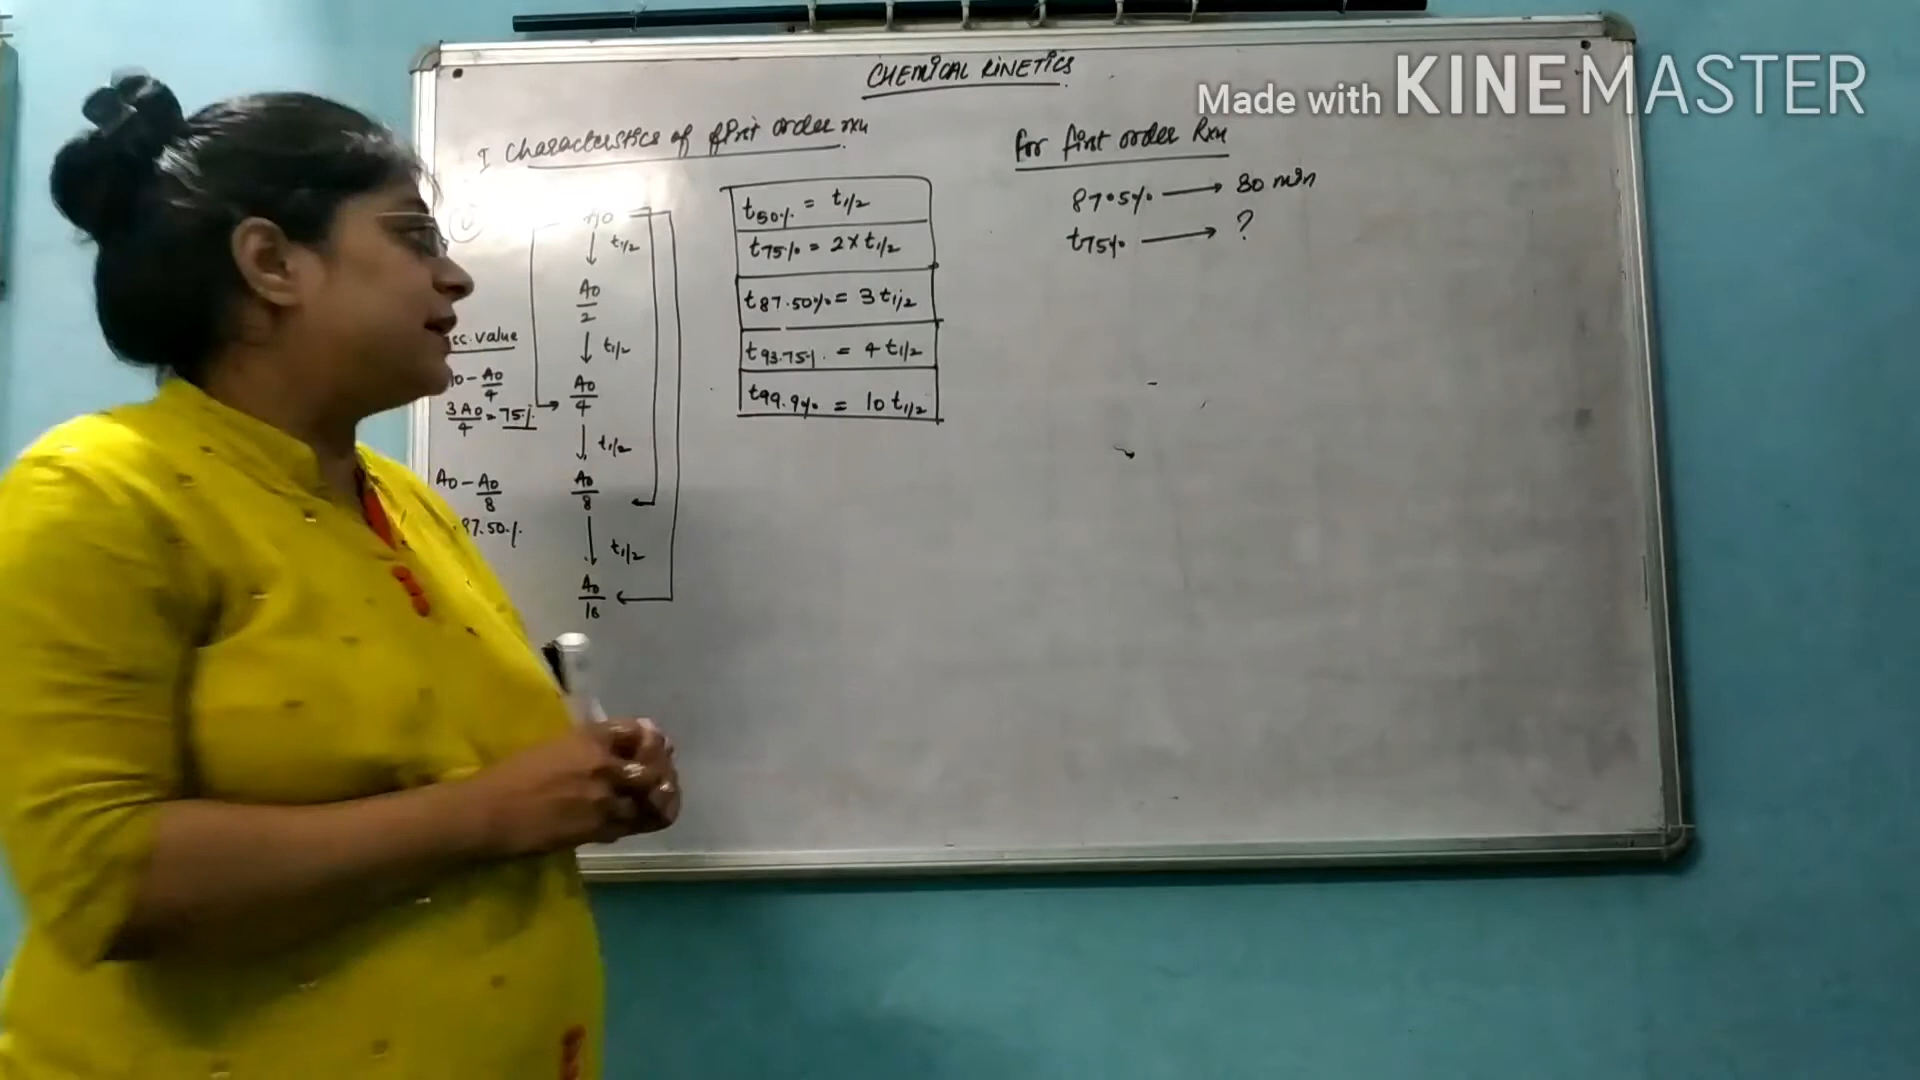 CHEMICAL KINETICS
Made with KINEMASTER
I Characteristics of first order rxn
for first order Rxn
87.5% → 30 min
t75% → ?
A0
t1/2
A0/2
t1/2
A0/4
t1/2
A0/8
t1/2
A0/16
t50% = t1/2
t75% = 2 x t1/2
t87.50% = 3 t1/2
t93.75% = 4 t1/2
t99.9% = 10 t1/2
value
A0 - A0/4
3A0/4 = 75%
A0 - A0/8
87.50%